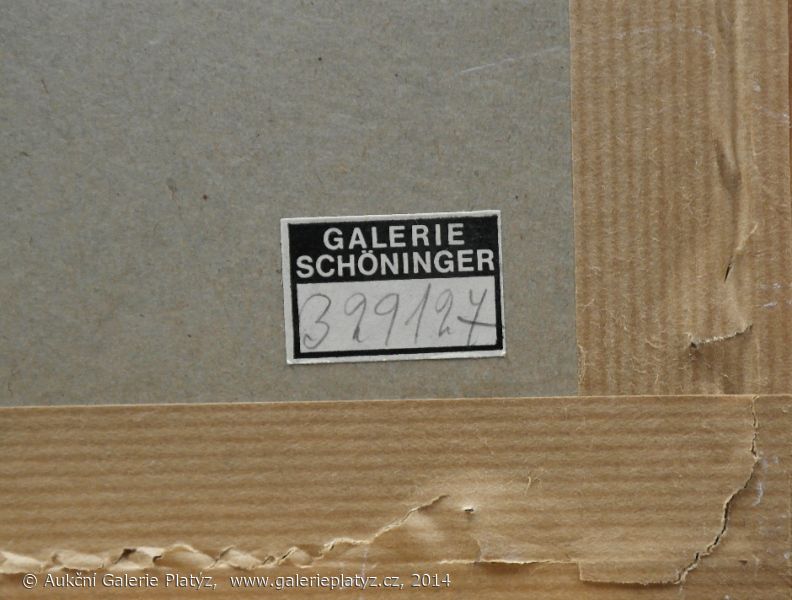 GALERIE
SCHÖNINGER
329127
© Aukční Galerie Platýz, www.galerieplatyz.cz, 2014